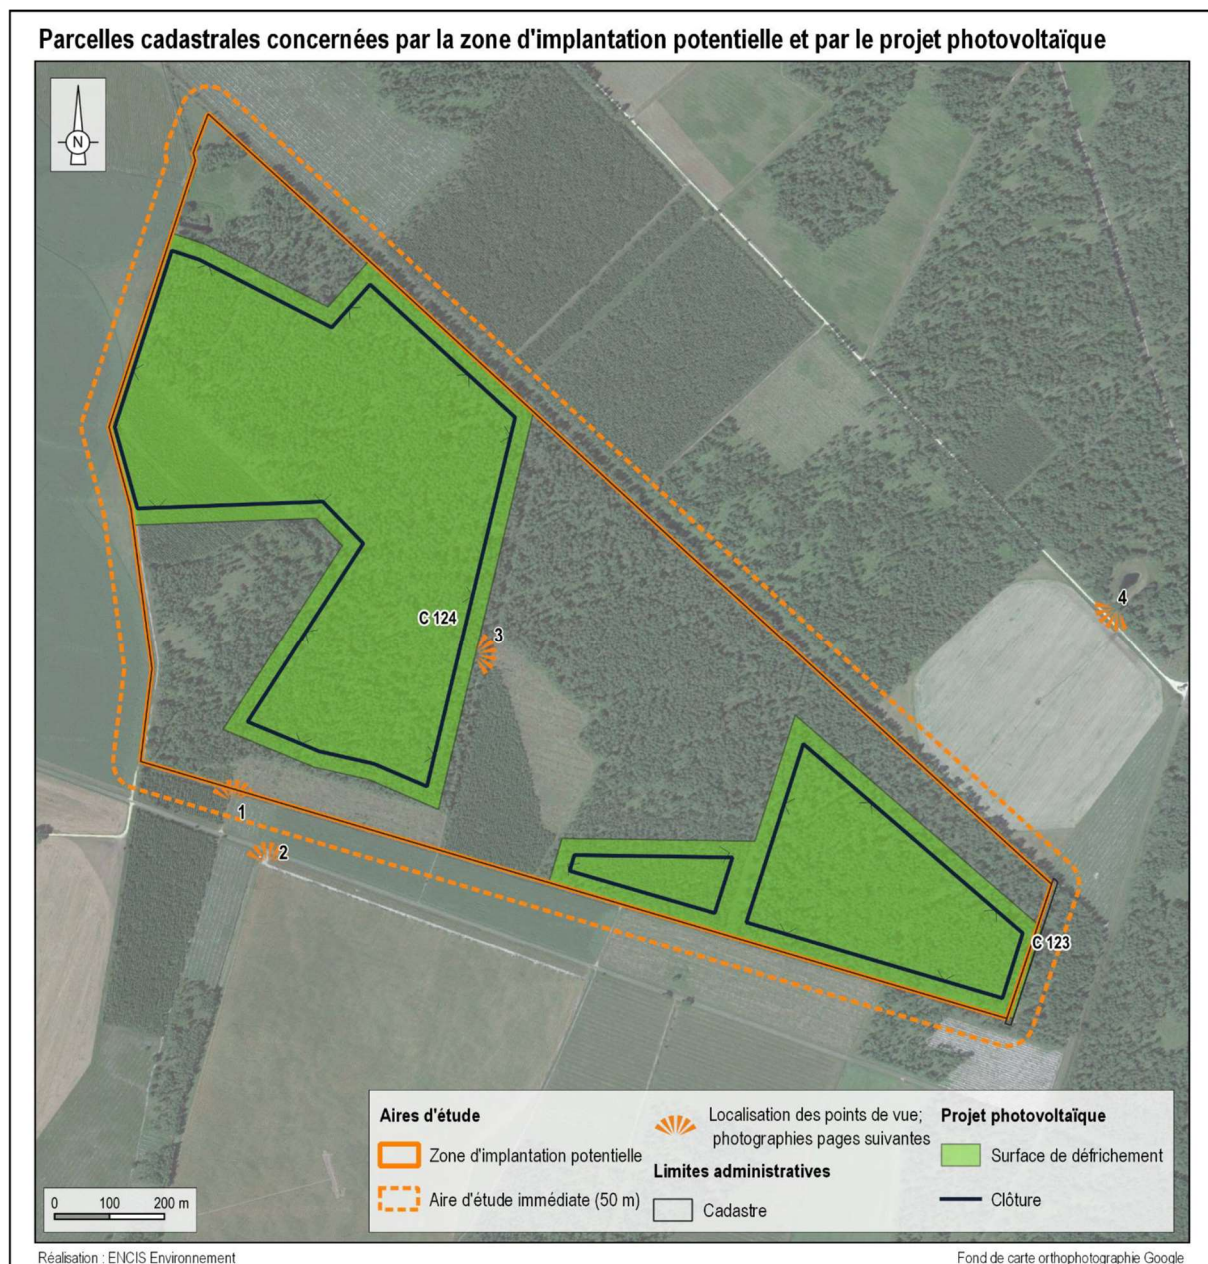 Parcelles cadastrales concernées par la zone d'implantation potentielle et par le projet photovoltaïque
N
C 124
3
4
1
2
C 123
Aires d'étude
Zone d'implantation potentielle
Aire d'étude immédiate (50 m)
Localisation des points de vue;
photographies pages suivantes
Limites administratives
Cadastre
Projet photovoltaïque
Surface de défrichement
Clôture
0 100 200 m
Réalisation : ENCIS Environnement
Fond de carte orthophotographie Google